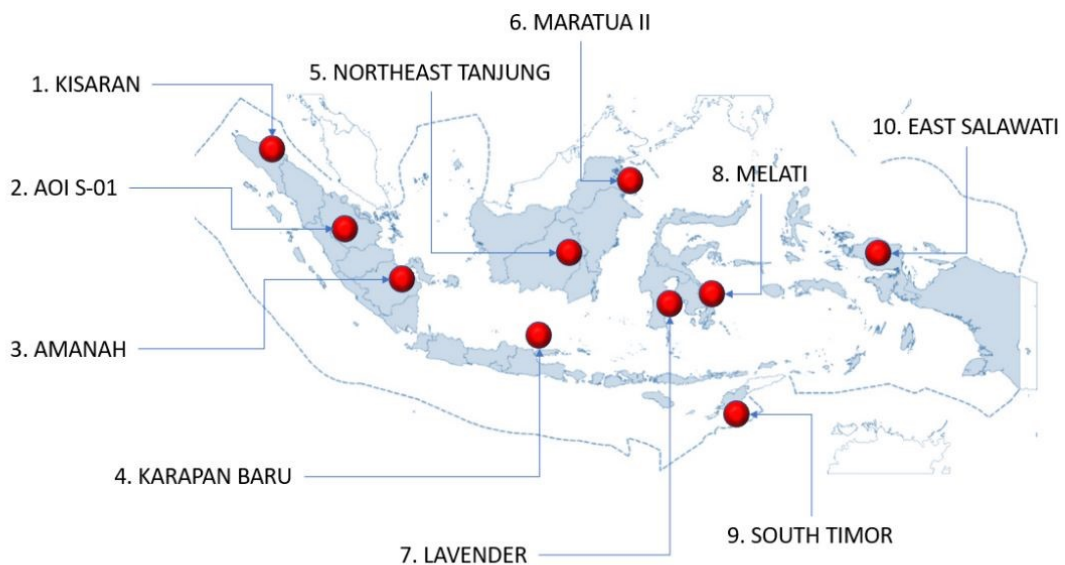 1. KISARAN
2. AOI S-01
3. AMANAH
4. KARAPAN BARU
5. NORTHEAST TANJUNG
6. MARATUA II
7. LAVENDER
8. MELATI
9. SOUTH TIMOR
10. EAST SALAWATI